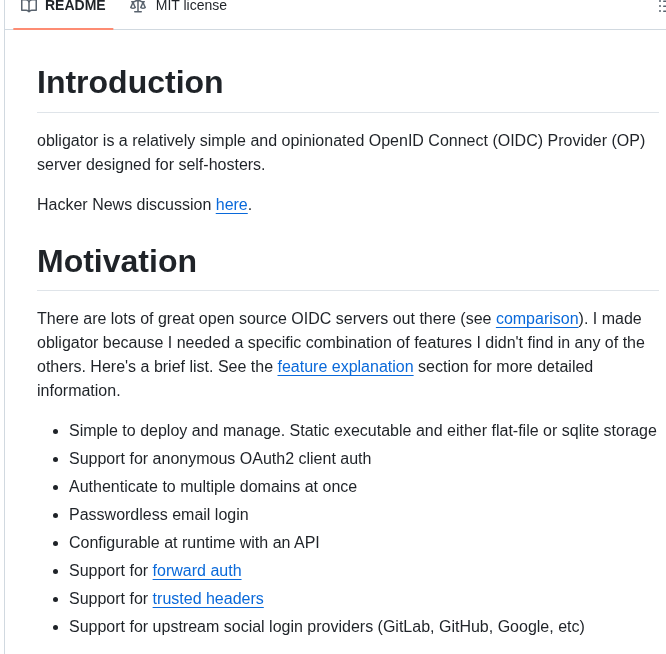 README MIT license
Introduction
obligator is a relatively simple and opinionated OpenID Connect (OIDC) Provider (OP)
server designed for self-hosters.
Hacker News discussion here.
Motivation
There are lots of great open source OIDC servers out there (see comparison). I made
obligator because I needed a specific combination of features I didn't find in any of the
others. Here's a brief list. See the feature explanation section for more detailed
information.
• Simple to deploy and manage. Static executable and either flat-file or sqlite storage
• Support for anonymous OAuth2 client auth
• Authenticate to multiple domains at once
• Passwordless email login
• Configurable at runtime with an API
• Support for forward auth
• Support for trusted headers
• Support for upstream social login providers (GitLab, GitHub, Google, etc)